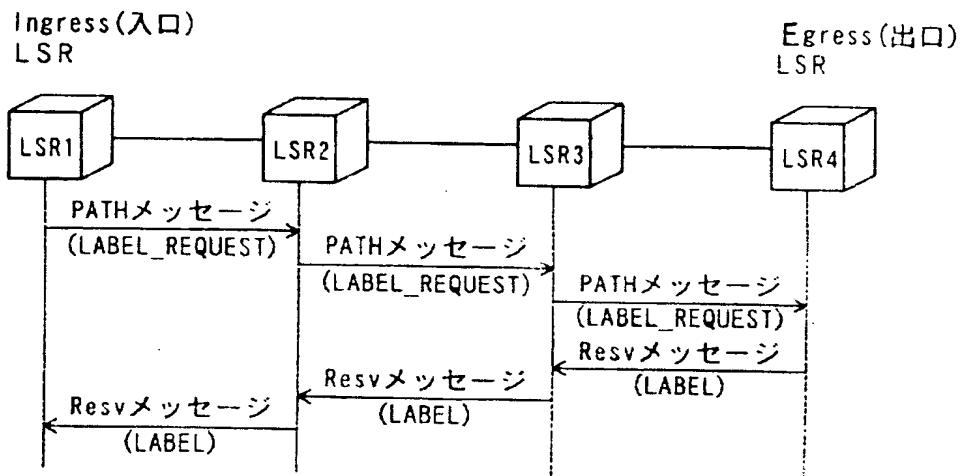 Ingress(入口)
LSR
Egress(出口)
LSR
LSR1
LSR2
LSR3
LSR4
PATHメッセージ
(LABEL_REQUEST)
PATHメッセージ
(LABEL_REQUEST)
PATHメッセージ
(LABEL_REQUEST)
Resvメッセージ
(LABEL)
Resvメッセージ
(LABEL)
Resvメッセージ
(LABEL)